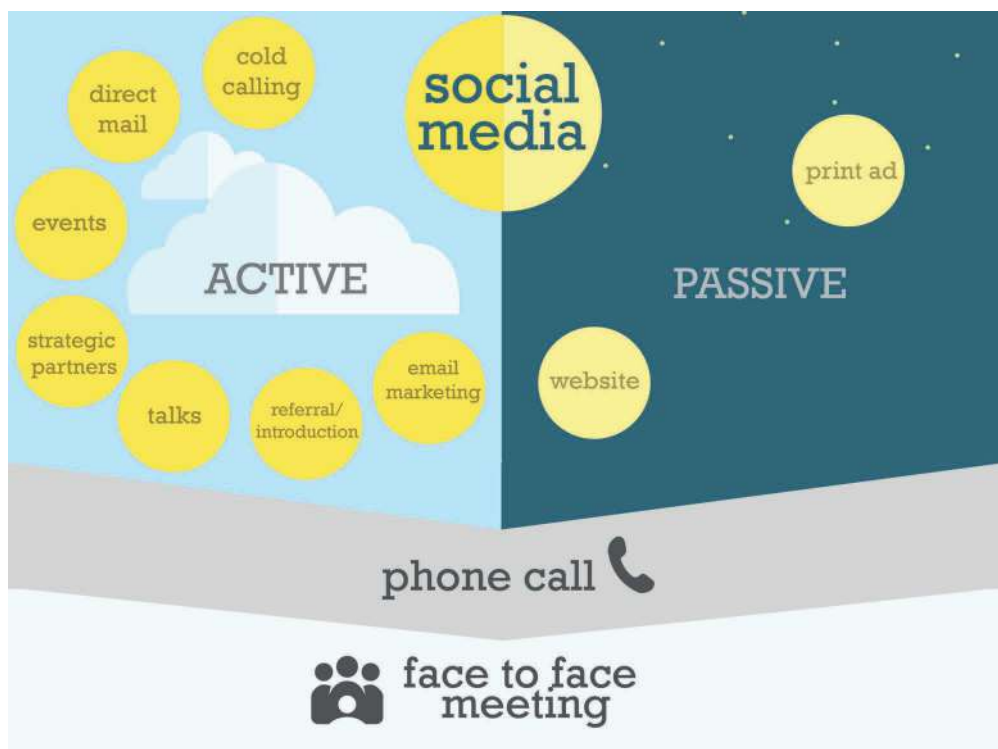 cold
calling
direct
mail
social
media
print ad
events
ACTIVE
PASSIVE
strategic
partners
talks
referral/
introduction
email
marketing
website
phone call
face to face
meeting